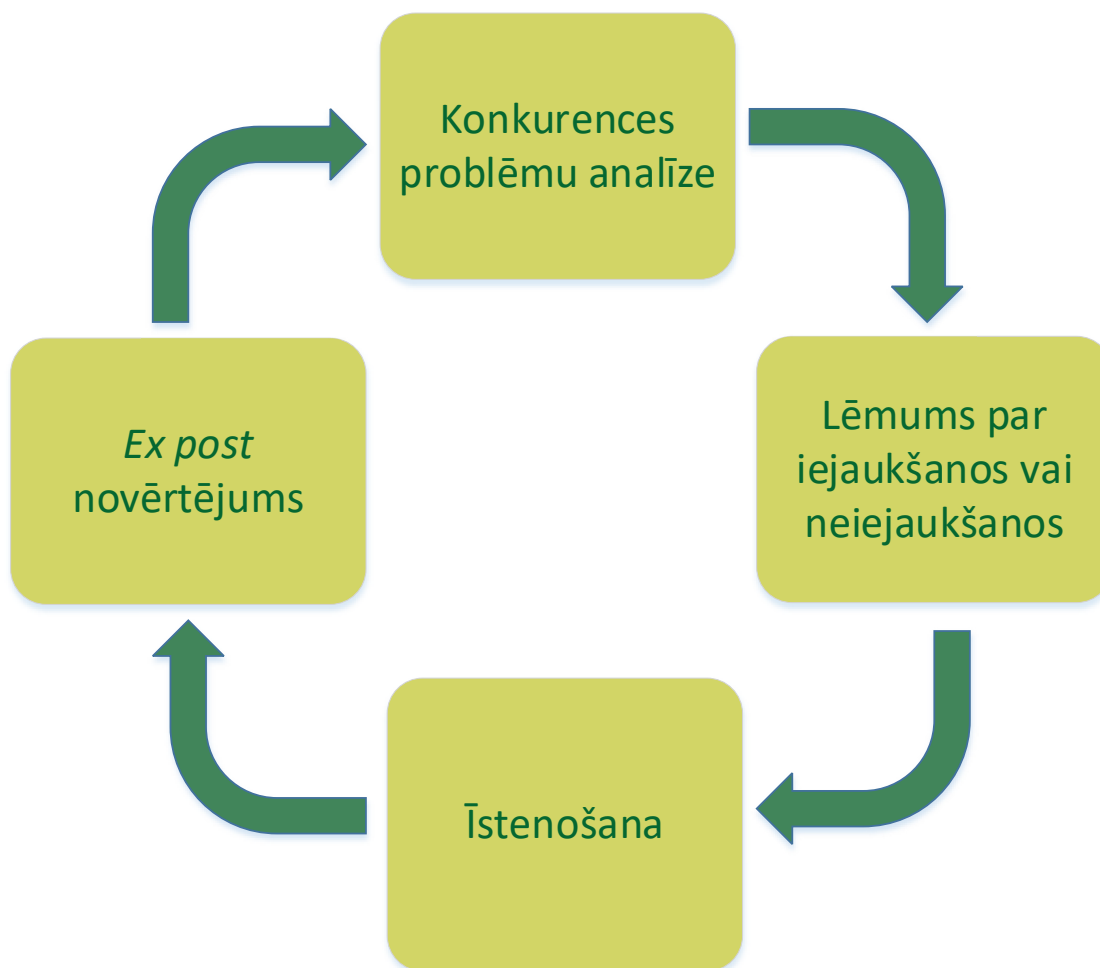 Konkurences
problēmu analīze
Lēmums par
iejaukšanos vai
neiejaukšanos
Īstenošana
Ex post
novērtējums